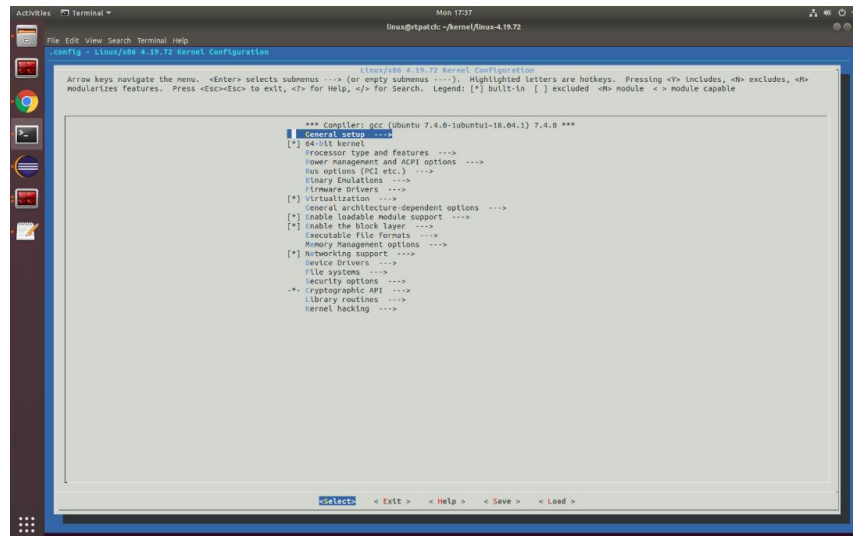 Activities Terminal Mon 17:37
linux@rtpatch: ~/kernel/linux-4.19.72
File Edit View Search Terminal Help
.config - Linux/x86 4.19.72 Kernel Configuration
Linux/x86 4.19.72 Kernel Configuration
Arrow keys navigate the menu. <Enter> selects submenus ---> (or empty submenus ----). Highlighted letters are hotkeys. Pressing <Y> includes, <N> excludes, <M>
modularizes features. Press <Esc><Esc> to exit, <?> for Help, </> for Search. Legend: [*] built-in [ ] excluded <M> module < > module capable
*** Compiler: gcc (Ubuntu 7.4.0-1ubuntu1~18.04.1) 7.4.0 ***
General setup --->
[*] 64-bit kernel
Processor type and features --->
Power management and ACPI options --->
Bus options (PCI etc.) --->
Binary Emulations --->
Firmware Drivers --->
[*] Virtualization --->
General architecture-dependent options --->
[*] Enable loadable module support --->
[*] Enable the block layer --->
Executable file formats --->
Memory Management options --->
[*] Networking support --->
Device Drivers --->
File systems --->
Security options --->
-*- Cryptographic API --->
Library routines --->
Kernel hacking --->
<Select> < Exit > < Help > < Save > < Load >